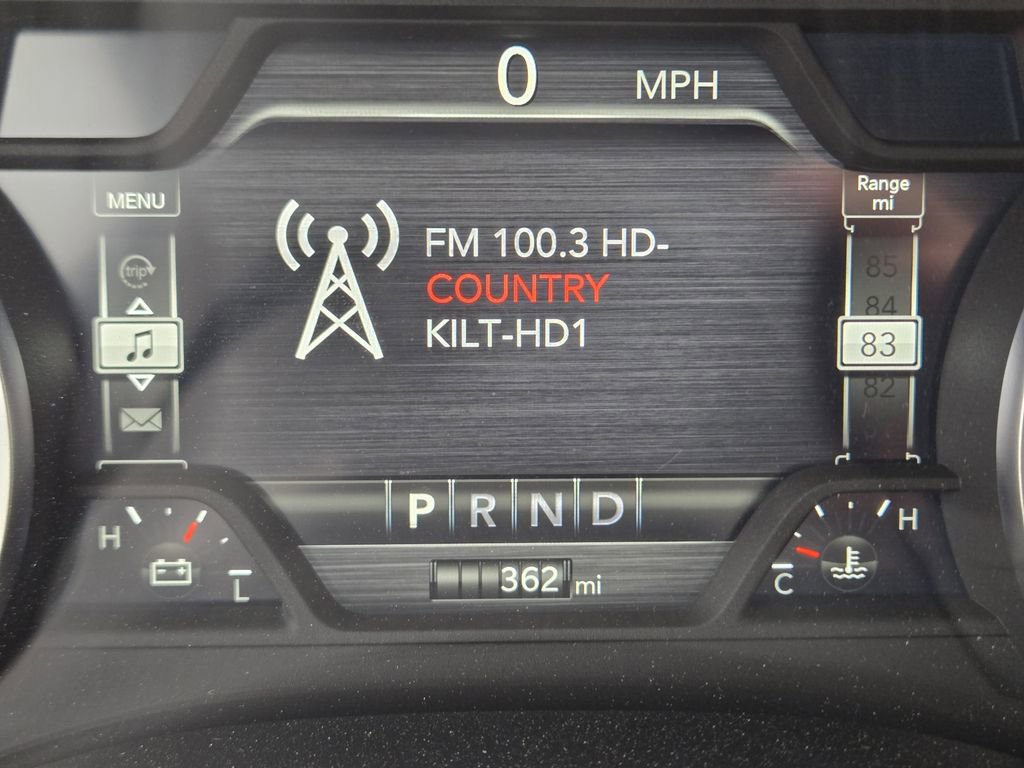 0 MPH
MENU
Range
mi
trip
FM 100.3 HD-
COUNTRY
KILT-HD1
85
84
83
82
P R N D
H
L
362 mi
C
H